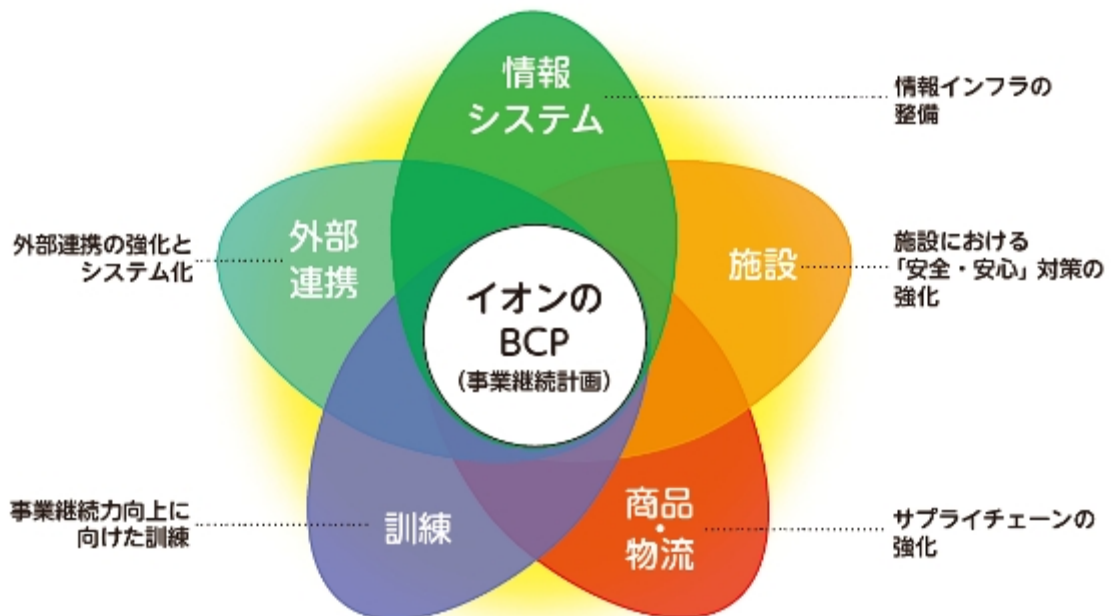 情報
システム
情報インフラの
整備
外部
連携
外部連携の強化と
システム化
施設
施設における
「安全・安心」対策の
強化
イオンの
BCP
(事業継続計画)
訓練
事業継続力向上に
向けた訓練
商品
・
物流
サプライチェーンの
強化